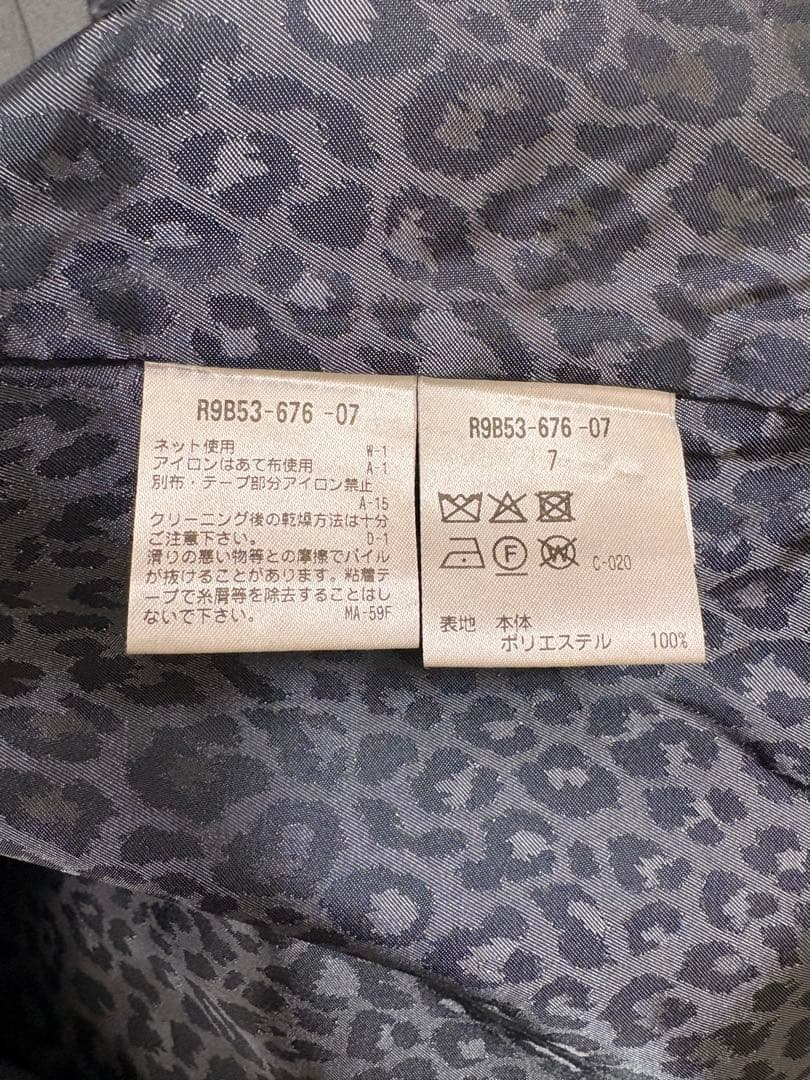 R9B53-676 -07
ネット使用 W-1
アイロンはあて布使用 A-1
別布・テープ部分アイロン禁止
A-15
クリーニング後の乾燥方法は十分
ご注意下さい。 D-1
滑りの悪い物等との摩擦でパイル
が抜けることがあります。粘着テ
ープで糸屑等を除去することはし
ないで下さい。 MA-59F
R9B53-676 -07
7
F W C-020
表地 本体
ポリエステル 100%